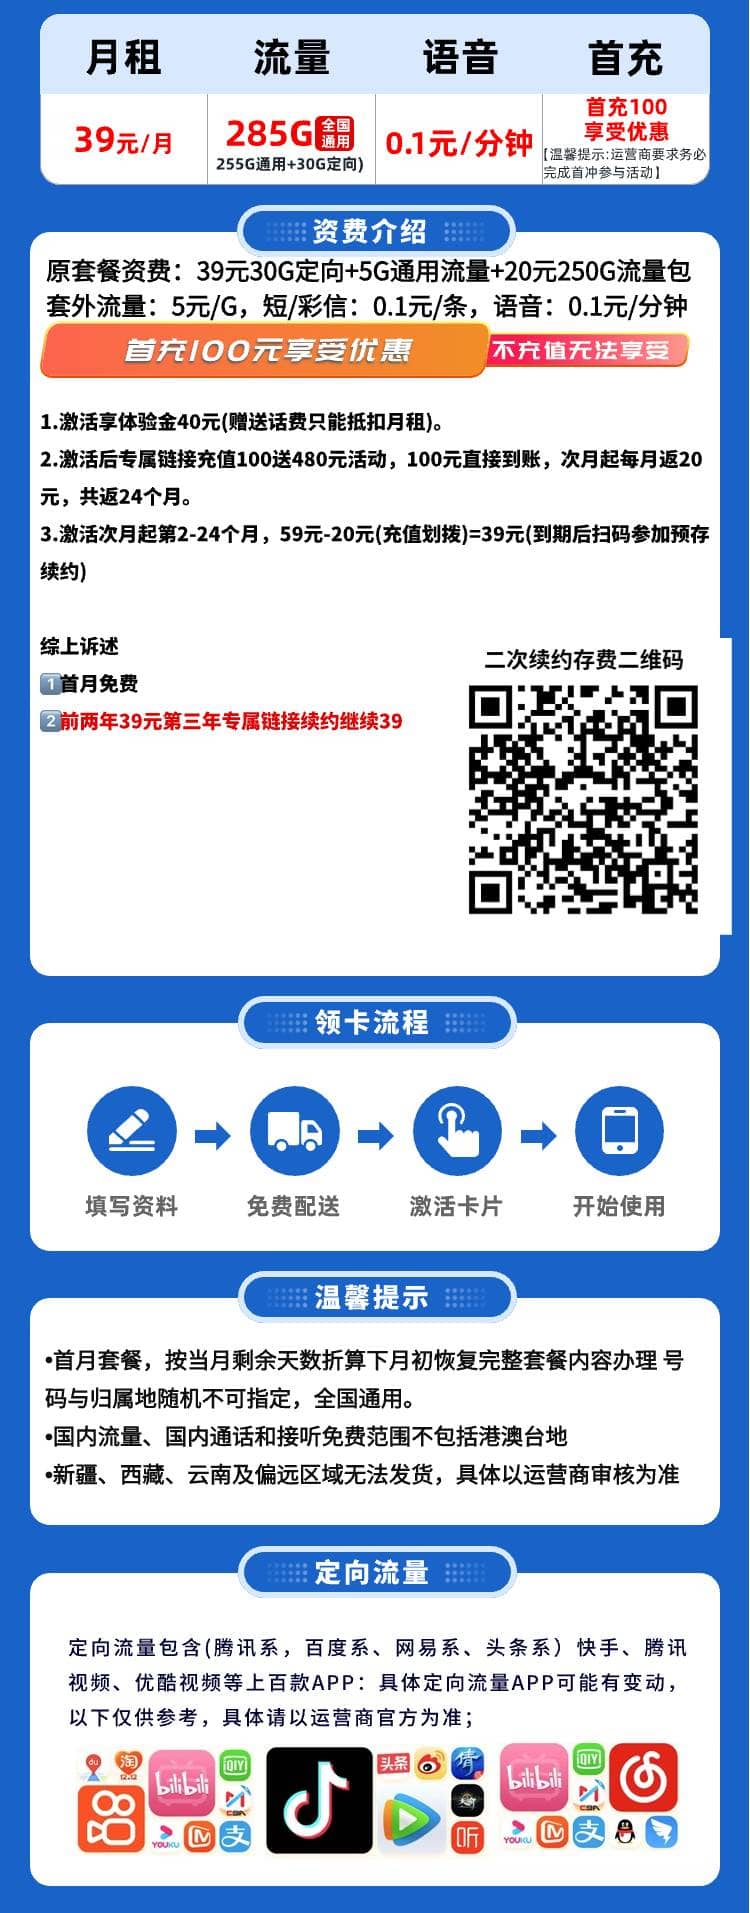 月租 流量 语音 首充
39元/月 285G 全国通用 0.1元/分钟 首充100
享受优惠
255G通用+30G定向)
【温馨提示:运营商要求务必
完成首冲参与活动】
资费介绍
原套餐资费：39元30G定向+5G通用流量+20元250G流量包
套外流量：5元/G，短/彩信：0.1元/条，语音：0.1元/分钟
首充100元享受优惠 不充值无法享受
1.激活享体验金40元(赠送话费只能抵扣月租)。
2.激活后专属链接充值100送480元活动，100元直接到账，次月起每月返20
元，共返24个月。
3.激活次月起第2-24个月，59元-20元(充值划拨)=39元(到期后扫码参加预存
续约)
综上诉述
1首月免费
2前两年39元第三年专属链接续约继续39
二次续约存费二维码
领卡流程
填写资料 免费配送 激活卡片 开始使用
温馨提示
•首月套餐，按当月剩余天数折算下月初恢复完整套餐内容办理 号
码与归属地随机不可指定，全国通用。
•国内流量、国内通话和接听免费范围不包括港澳台地
•新疆、西藏、云南及偏远区域无法发货，具体以运营商审核为准
定向流量
定向流量包含(腾讯系，百度系、网易系、头条系）快手、腾讯
视频、优酷视频等上百款APP：具体定向流量APP可能有变动，
以下仅供参考，具体请以运营商官方为准；
du 淘 12.12 bilibili QIY CBA YOUKU 支
头条 倩 听
bilibili QIY CBA YOUKU 支